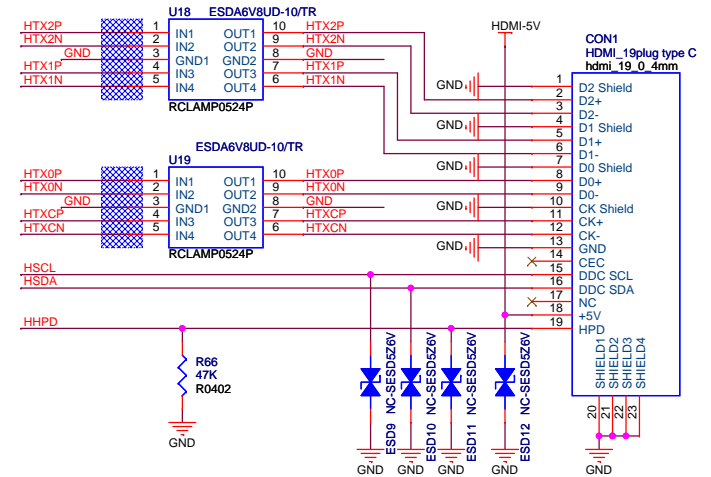 U18 ESDA6V8UD-10/TR
HTX2P 1 IN1 OUT1 10 HTX2P
HTX2N 2 IN2 OUT2 9 HTX2N
GND 3 GND1 GND2 8 GND
HTX1P 4 IN3 OUT3 7 HTX1P
HTX1N 5 IN4 OUT4 6 HTX1N
RCLAMP0524P
ESDA6V8UD-10/TR
U19
HTX0P 1 IN1 OUT1 10 HTX0P
HTX0N 2 IN2 OUT2 9 HTX0N
GND 3 GND1 GND2 8 GND
HTXCP 4 IN3 OUT3 7 HTXCP
HTXCN 5 IN4 OUT4 6 HTXCN
RCLAMP0524P
HSCL
HSDA
HHPD
R66
47K
R0402
GND
HDMI-5V
CON1
HDMI_19plug type C
hdmi_19_0_4mm
GND 1 D2 Shield
2 D2+
3 D2-
GND 4 D1 Shield
5 D1+
6 D1-
GND 7 D0 Shield
8 D0+
9 D0-
GND 10 CK Shield
11 CK+
12 CK-
GND 13 GND
14 CEC
15 DDC SCL
16 DDC SDA
17 NC
18 +5V
19 HPD
SHIELD1
SHIELD2
SHIELD3
SHIELD4
20
21
22
23
GND
ESD9 NC-SESD5Z6V
ESD10 NC-SESD5Z6V
ESD11 NC-SESD5Z6V
ESD12 NC-SESD5Z6V
GND GND GND GND